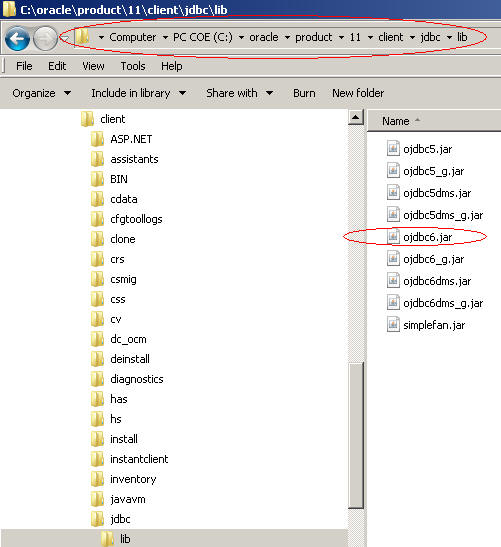 C:\oracle\product\11\client\jdbc\lib
Computer PC COE (C:) oracle product 11 client jdbc lib
File Edit View Tools Help
Organize Include in library Share with Burn New folder
client
ASP.NET
assistants
BIN
cdata
cfgtoollogs
clone
crs
csmig
css
cv
dc_ocm
deinstall
diagnostics
has
hs
install
instantclient
inventory
javavm
jdbc
lib
Name
ojdbc5.jar
ojdbc5_g.jar
ojdbc5dms.jar
ojdbc5dms_g.jar
ojdbc6.jar
ojdbc6_g.jar
ojdbc6dms.jar
ojdbc6dms_g.jar
simplefan.jar